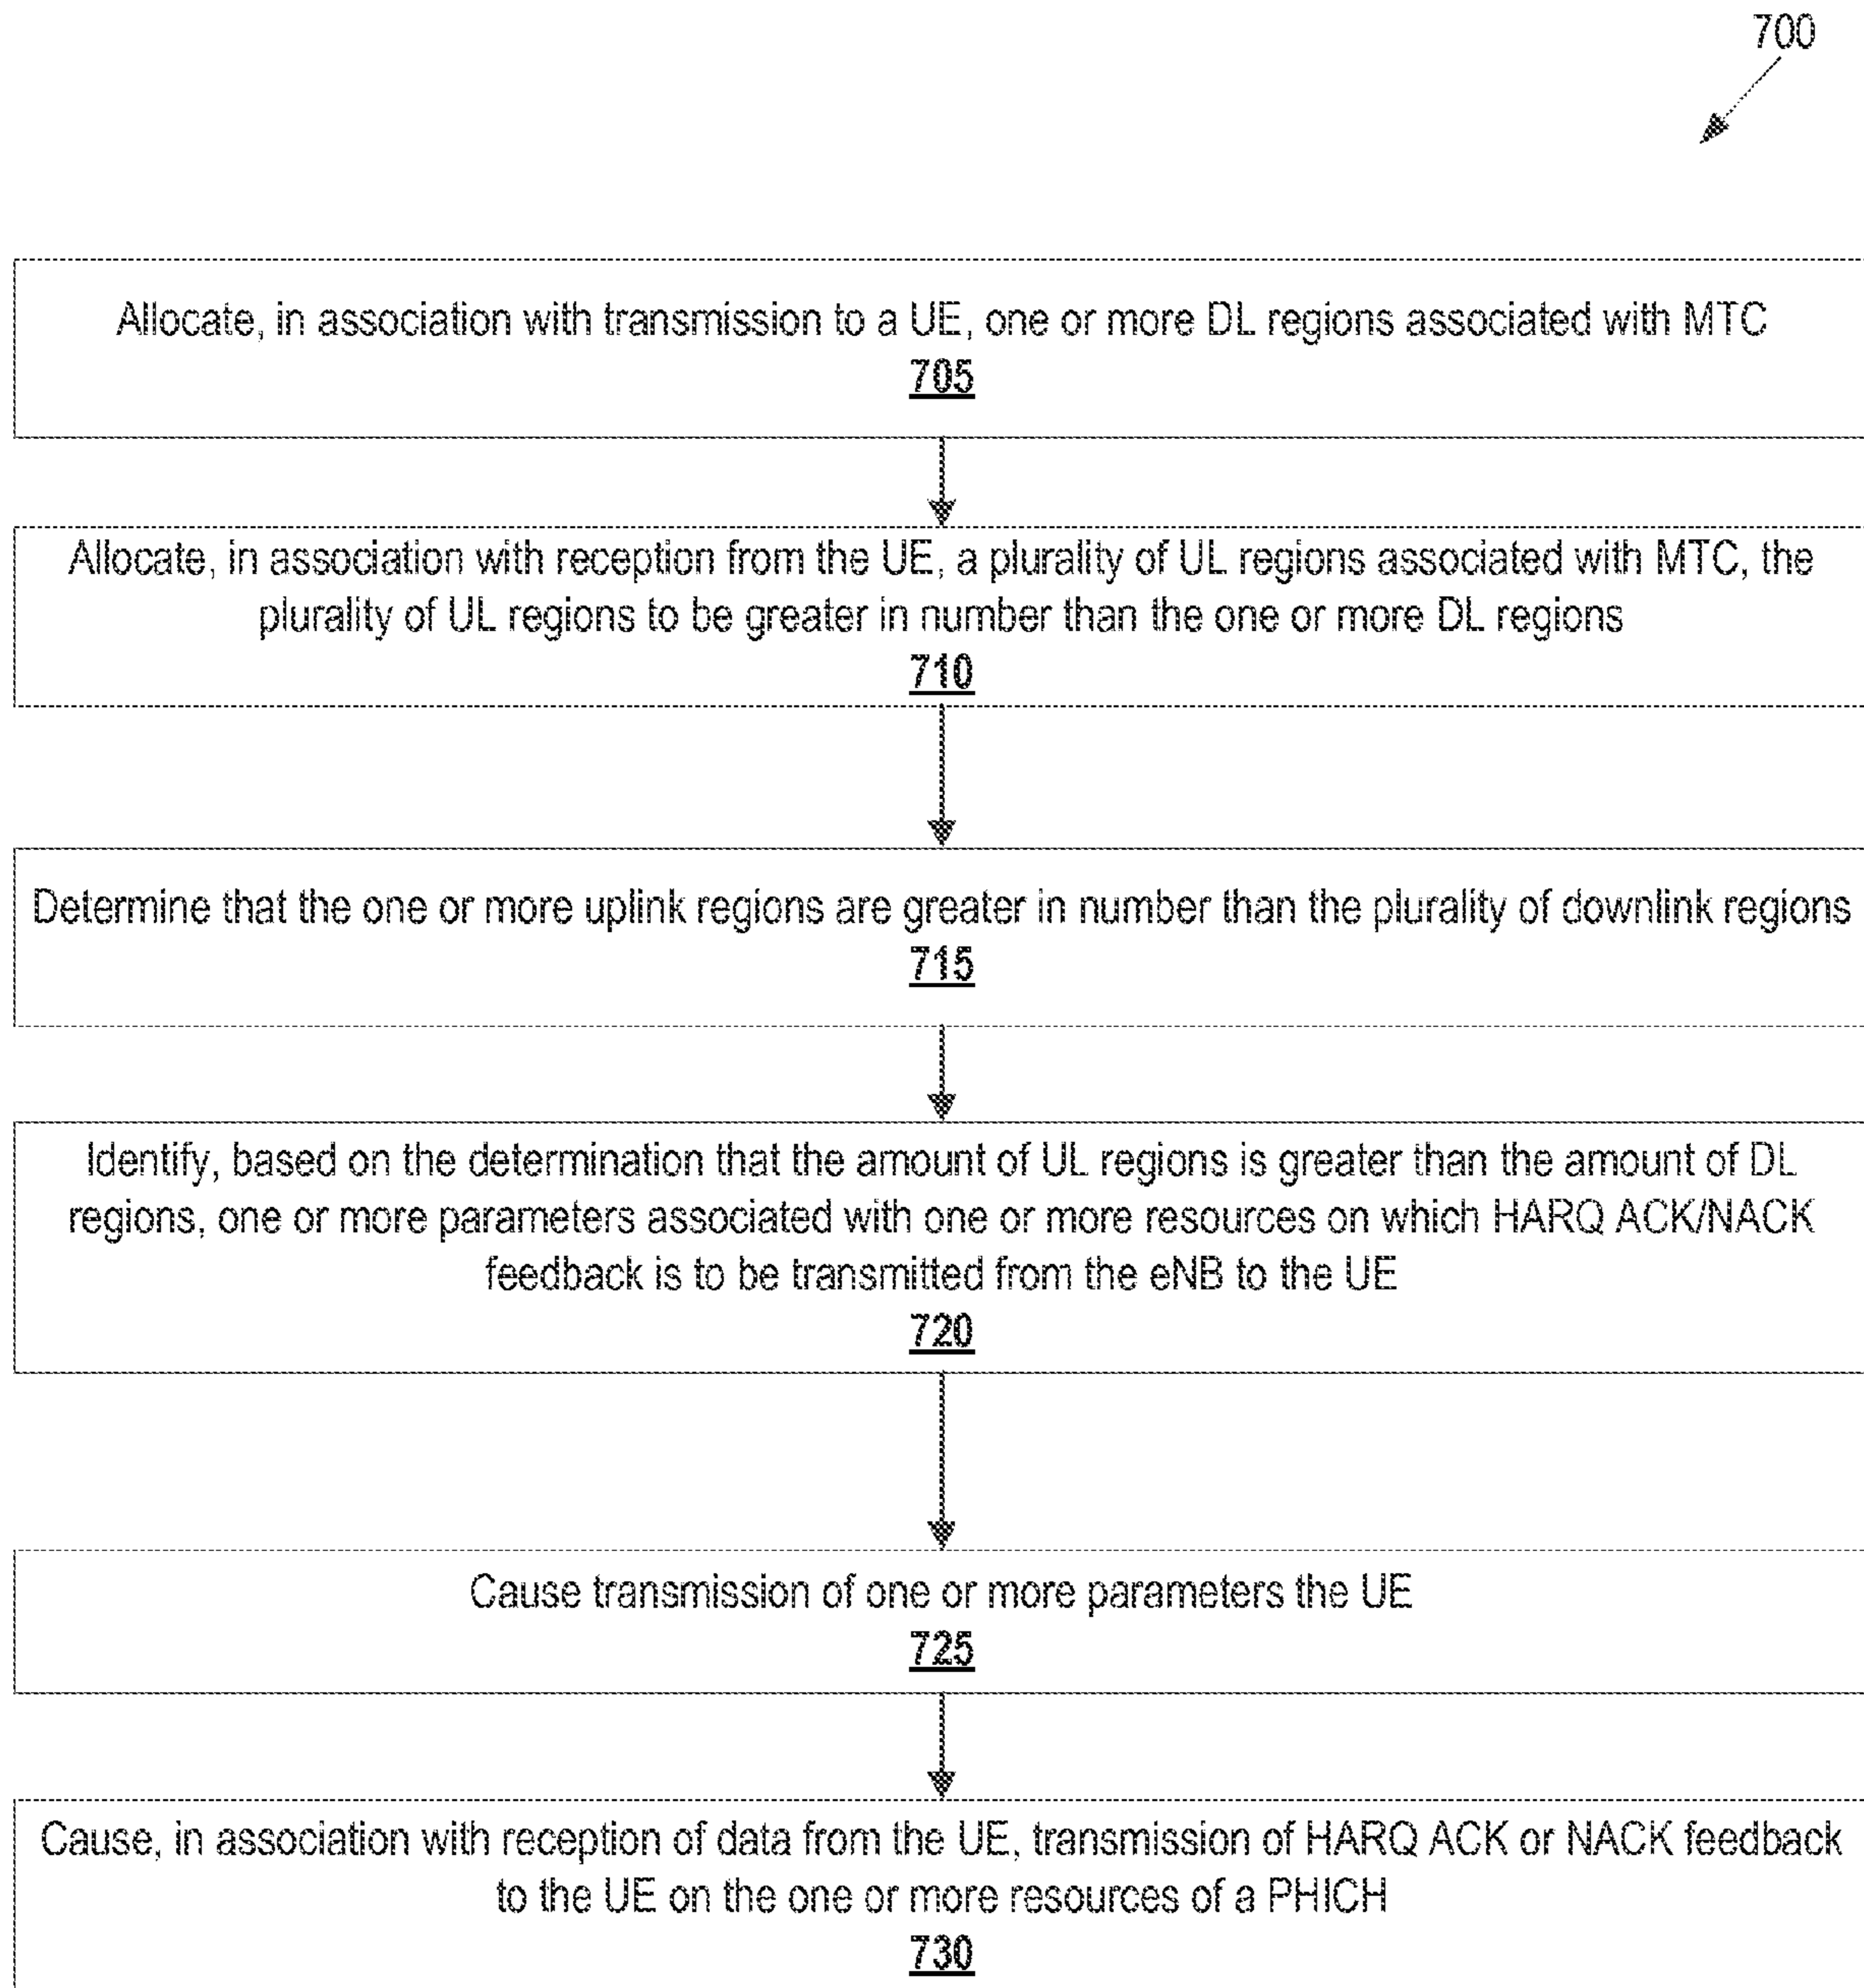 700
Allocate, in association with transmission to a UE, one or more DL regions associated with MTC
705
Allocate, in association with reception from the UE, a plurality of UL regions associated with MTC, the
plurality of UL regions to be greater in number than the one or more DL regions
710
Determine that the one or more uplink regions are greater in number than the plurality of downlink regions
715
Identify, based on the determination that the amount of UL regions is greater than the amount of DL
regions, one or more parameters associated with one or more resources on which HARQ ACK/NACK
feedback is to be transmitted from the eNB to the UE
720
Cause transmission of one or more parameters the UE
725
Cause, in association with reception of data from the UE, transmission of HARQ ACK or NACK feedback
to the UE on the one or more resources of a PHICH
730